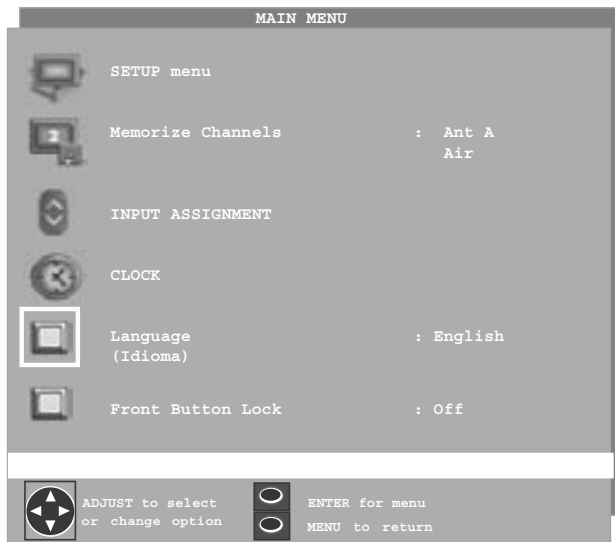 MAIN MENU
SETUP menu
Memorize Channels : Ant A
Air
INPUT ASSIGNMENT
CLOCK
Language : English
(Idioma)
Front Button Lock : Off
ADJUST to select
or change option
ENTER for menu
MENU to return